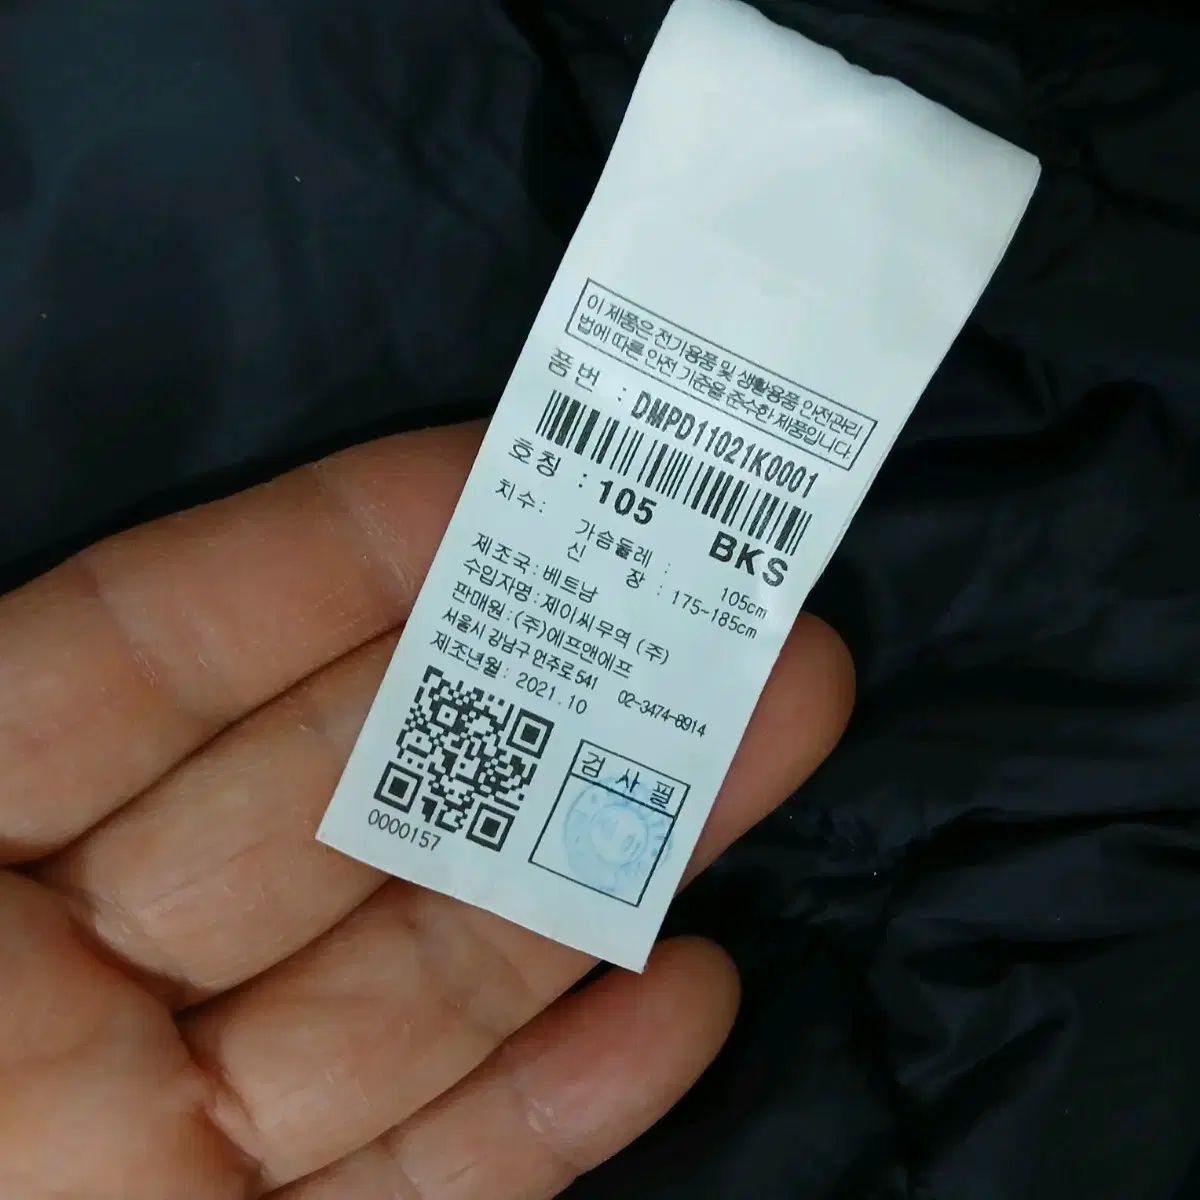 이 제품은 전기용품 및 생활용품 안전관리
법에 따른 안전 기준을 준수한 제품입니다.
품번 : DMPD11021K0001
호칭 : 105 BKS
치수: 가슴둘레 : 105cm
신 장 : 175-185cm
제조국:베트남
수입자명:제이씨무역 (주)
판매원:(주)에프앤에프
서울시 강남구 언주로541 02-3474-8914
제조년월: 2021.10
검 사 필
0000157